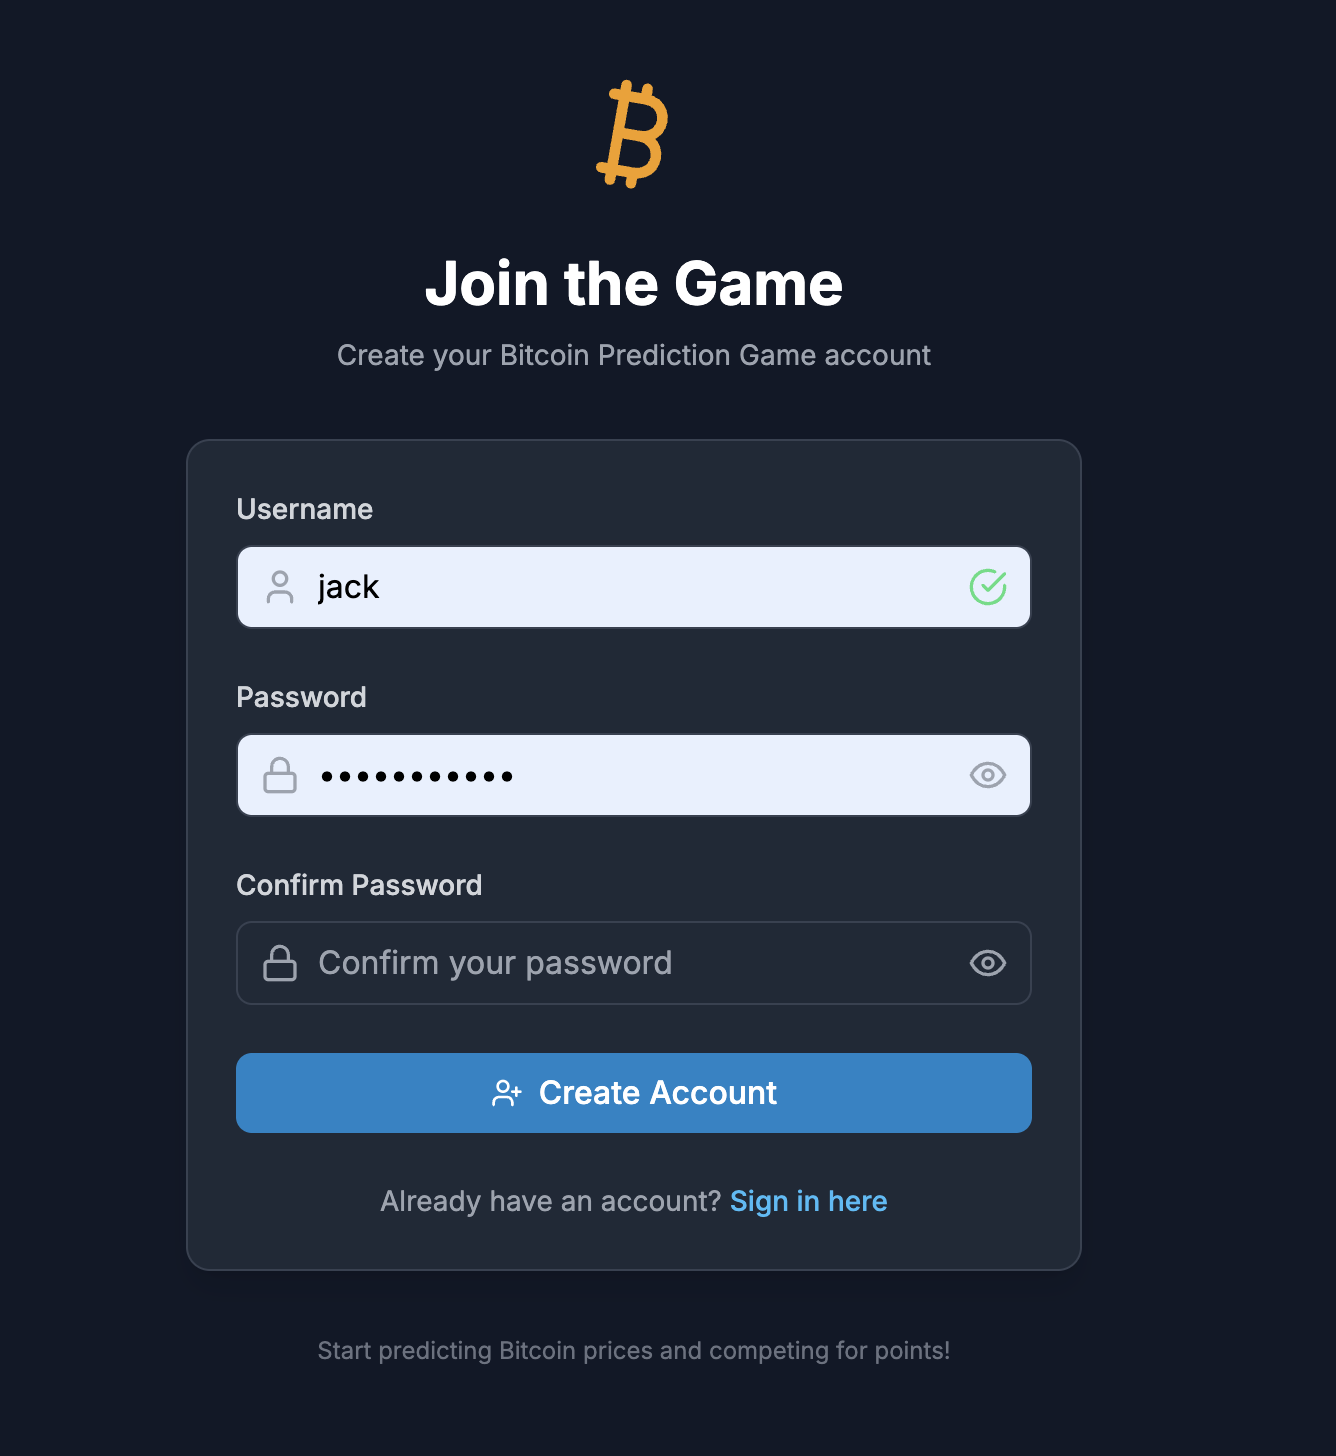 Join the Game
Create your Bitcoin Prediction Game account
Username
jack
Password
•••••••••••
Confirm Password
Confirm your password
Create Account
Already have an account? Sign in here
Start predicting Bitcoin prices and competing for points!